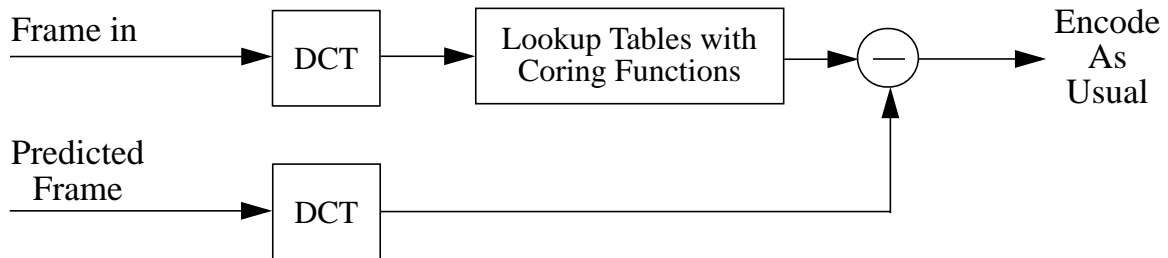 Frame in
DCT
Lookup Tables with
Coring Functions
Encode
As
Usual
Predicted
Frame
DCT